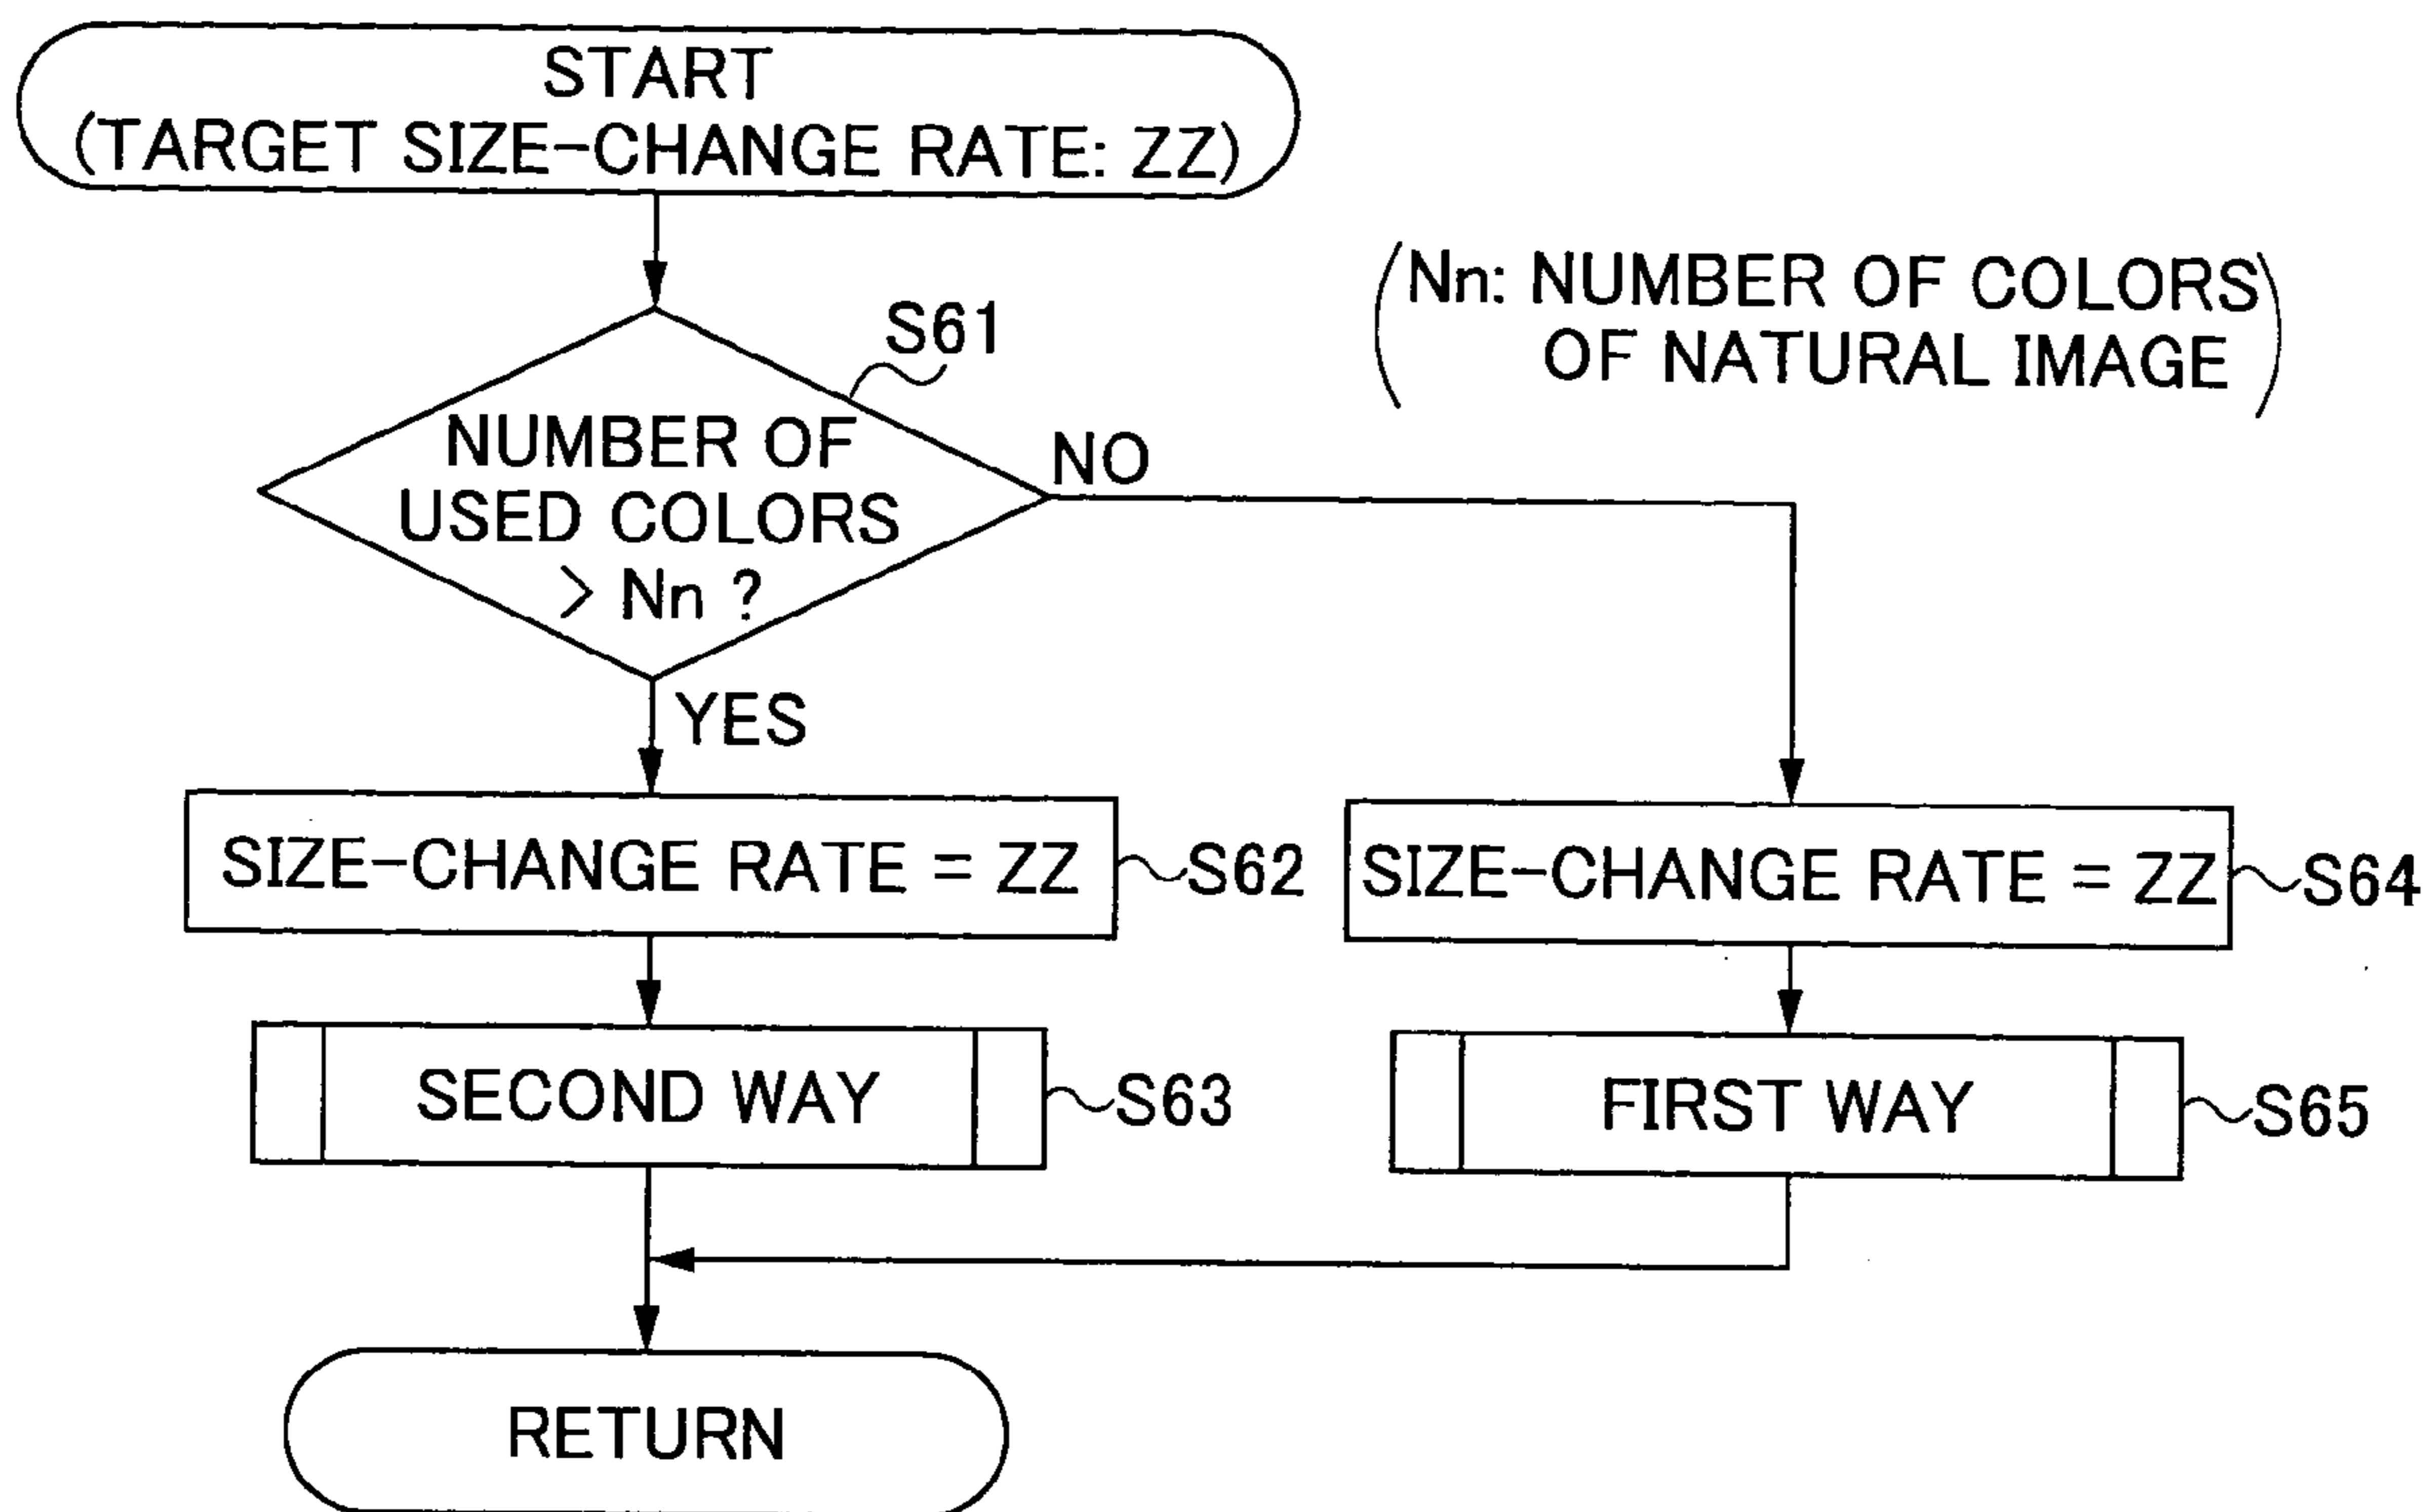 START
(TARGET SIZE-CHANGE RATE: ZZ)
(Nn: NUMBER OF COLORS
OF NATURAL IMAGE)
S61
NUMBER OF
USED COLORS
> Nn ?
NO
YES
SIZE-CHANGE RATE = ZZ
S62
SIZE-CHANGE RATE = ZZ
S64
SECOND WAY
S63
FIRST WAY
S65
RETURN